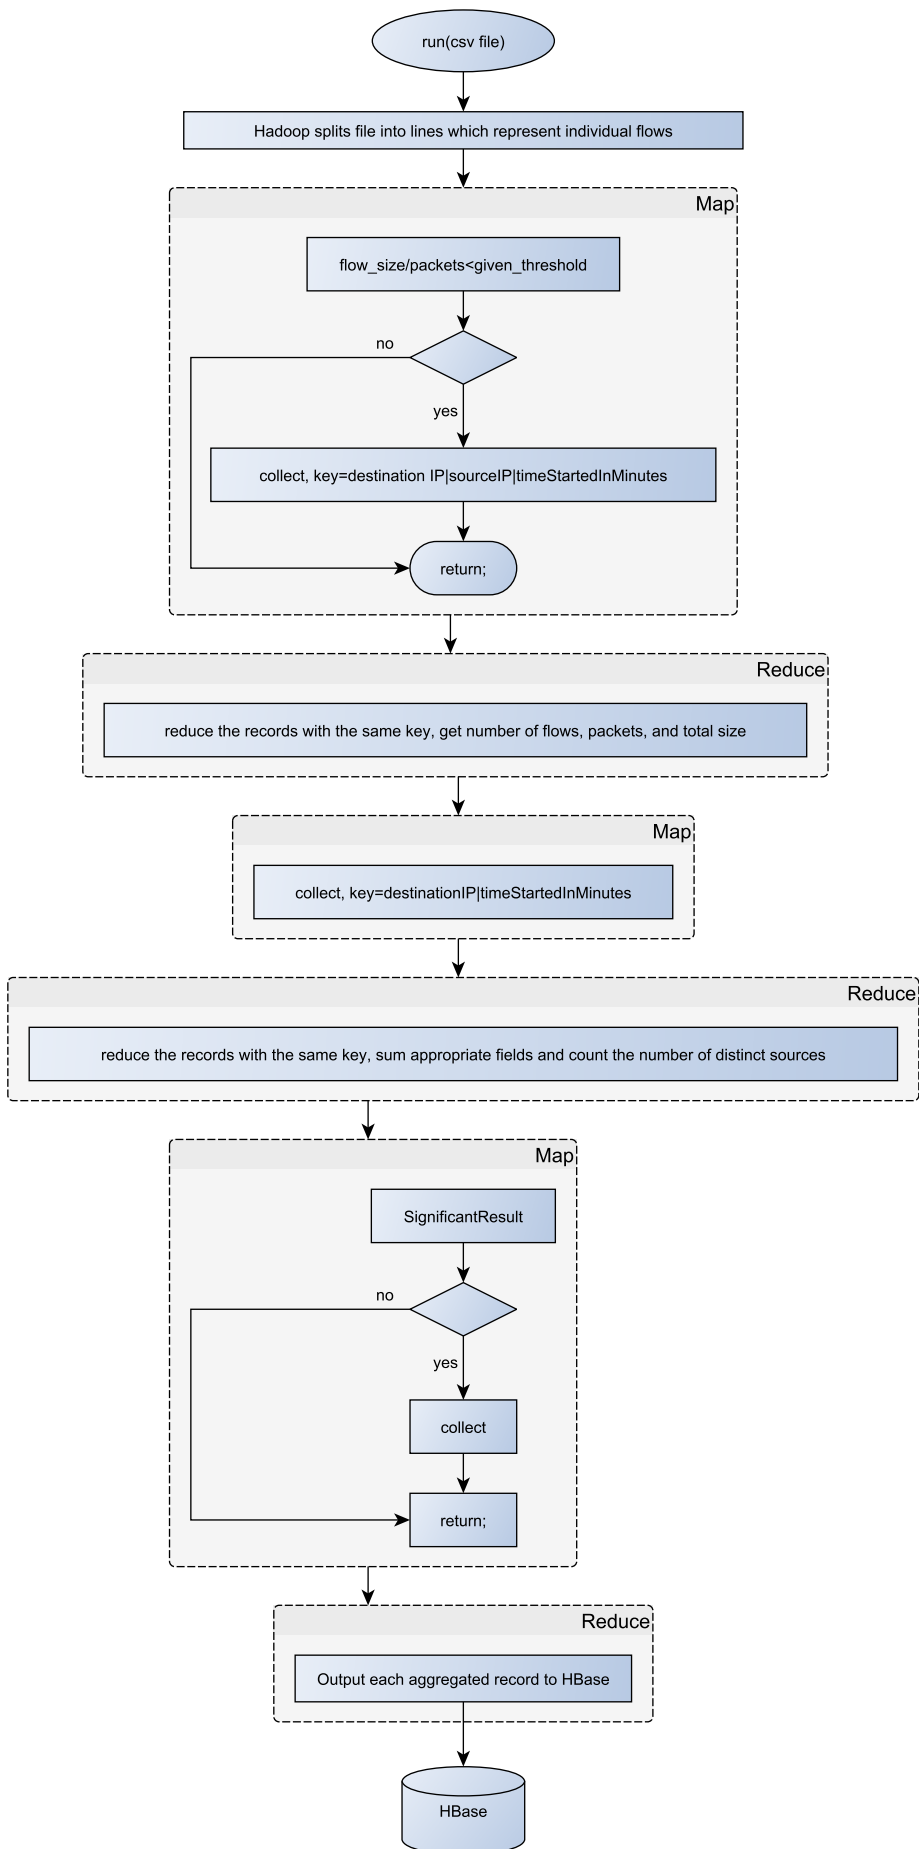 run(csv file)
Hadoop splits file into lines which represent individual flows
Map
flow_size/packets<given_threshold
no
yes
collect, key=destination IP|sourceIP|timeStartedInMinutes
return;
Reduce
reduce the records with the same key, get number of flows, packets, and total size
Map
collect, key=destinationIP|timeStartedInMinutes
Reduce
reduce the records with the same key, sum appropriate fields and count the number of distinct sources
Map
SignificantResult
no
yes
collect
return;
Reduce
Output each aggregated record to HBase
HBase